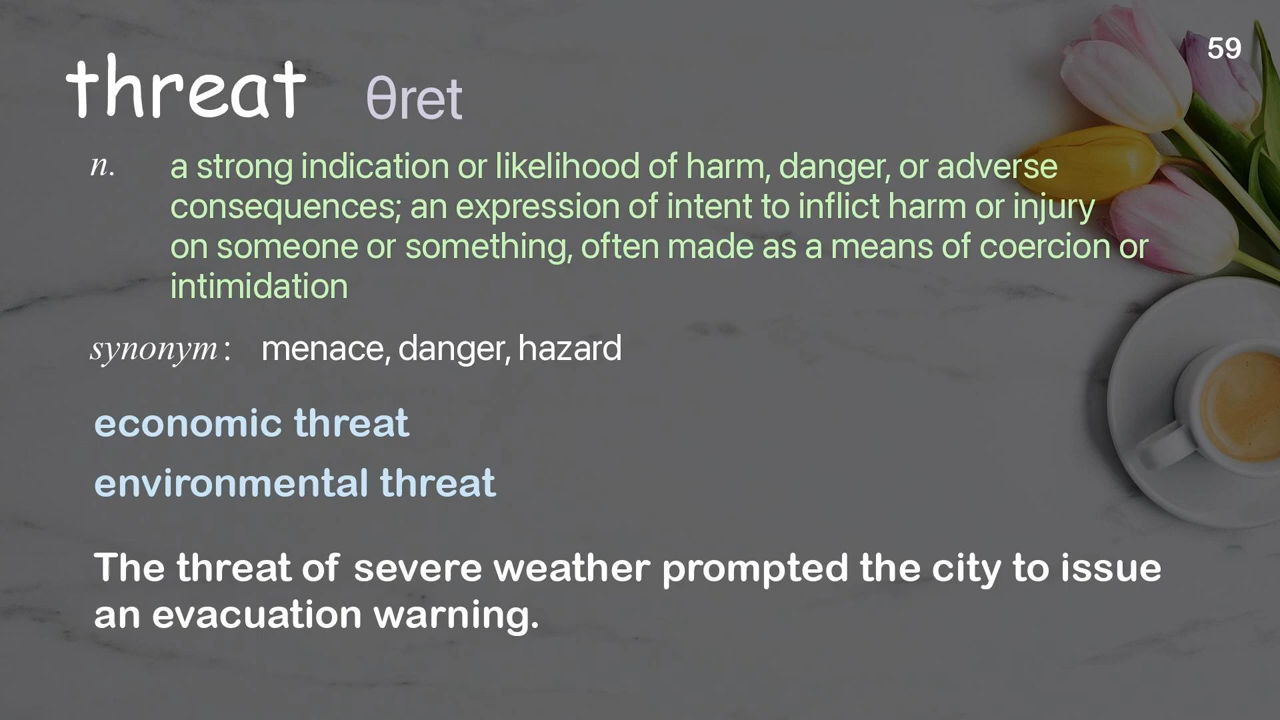 59
threat θret
n. a strong indication or likelihood of harm, danger, or adverse
consequences; an expression of intent to inflict harm or injury
on someone or something, often made as a means of coercion or
intimidation
synonym: menace, danger, hazard
economic threat
environmental threat
The threat of severe weather prompted the city to issue
an evacuation warning.